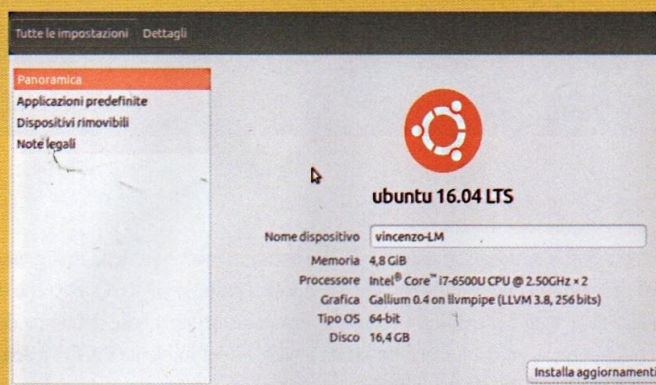 Tutte le impostazioni Dettagli
Panoramica
Applicazioni predefinite
Dispositivi rimovibili
Note legali
ubuntu 16.04 LTS
Nome dispositivo vincenzo-LM
Memoria 4,8 GiB
Processore Intel® Core™ i7-6500U CPU @ 2.50GHz × 2
Grafica Gallium 0.4 on llvmpipe (LLVM 3.8, 256 bits)
Tipo OS 64-bit
Disco 16,4 GB
Installa aggiornamenti